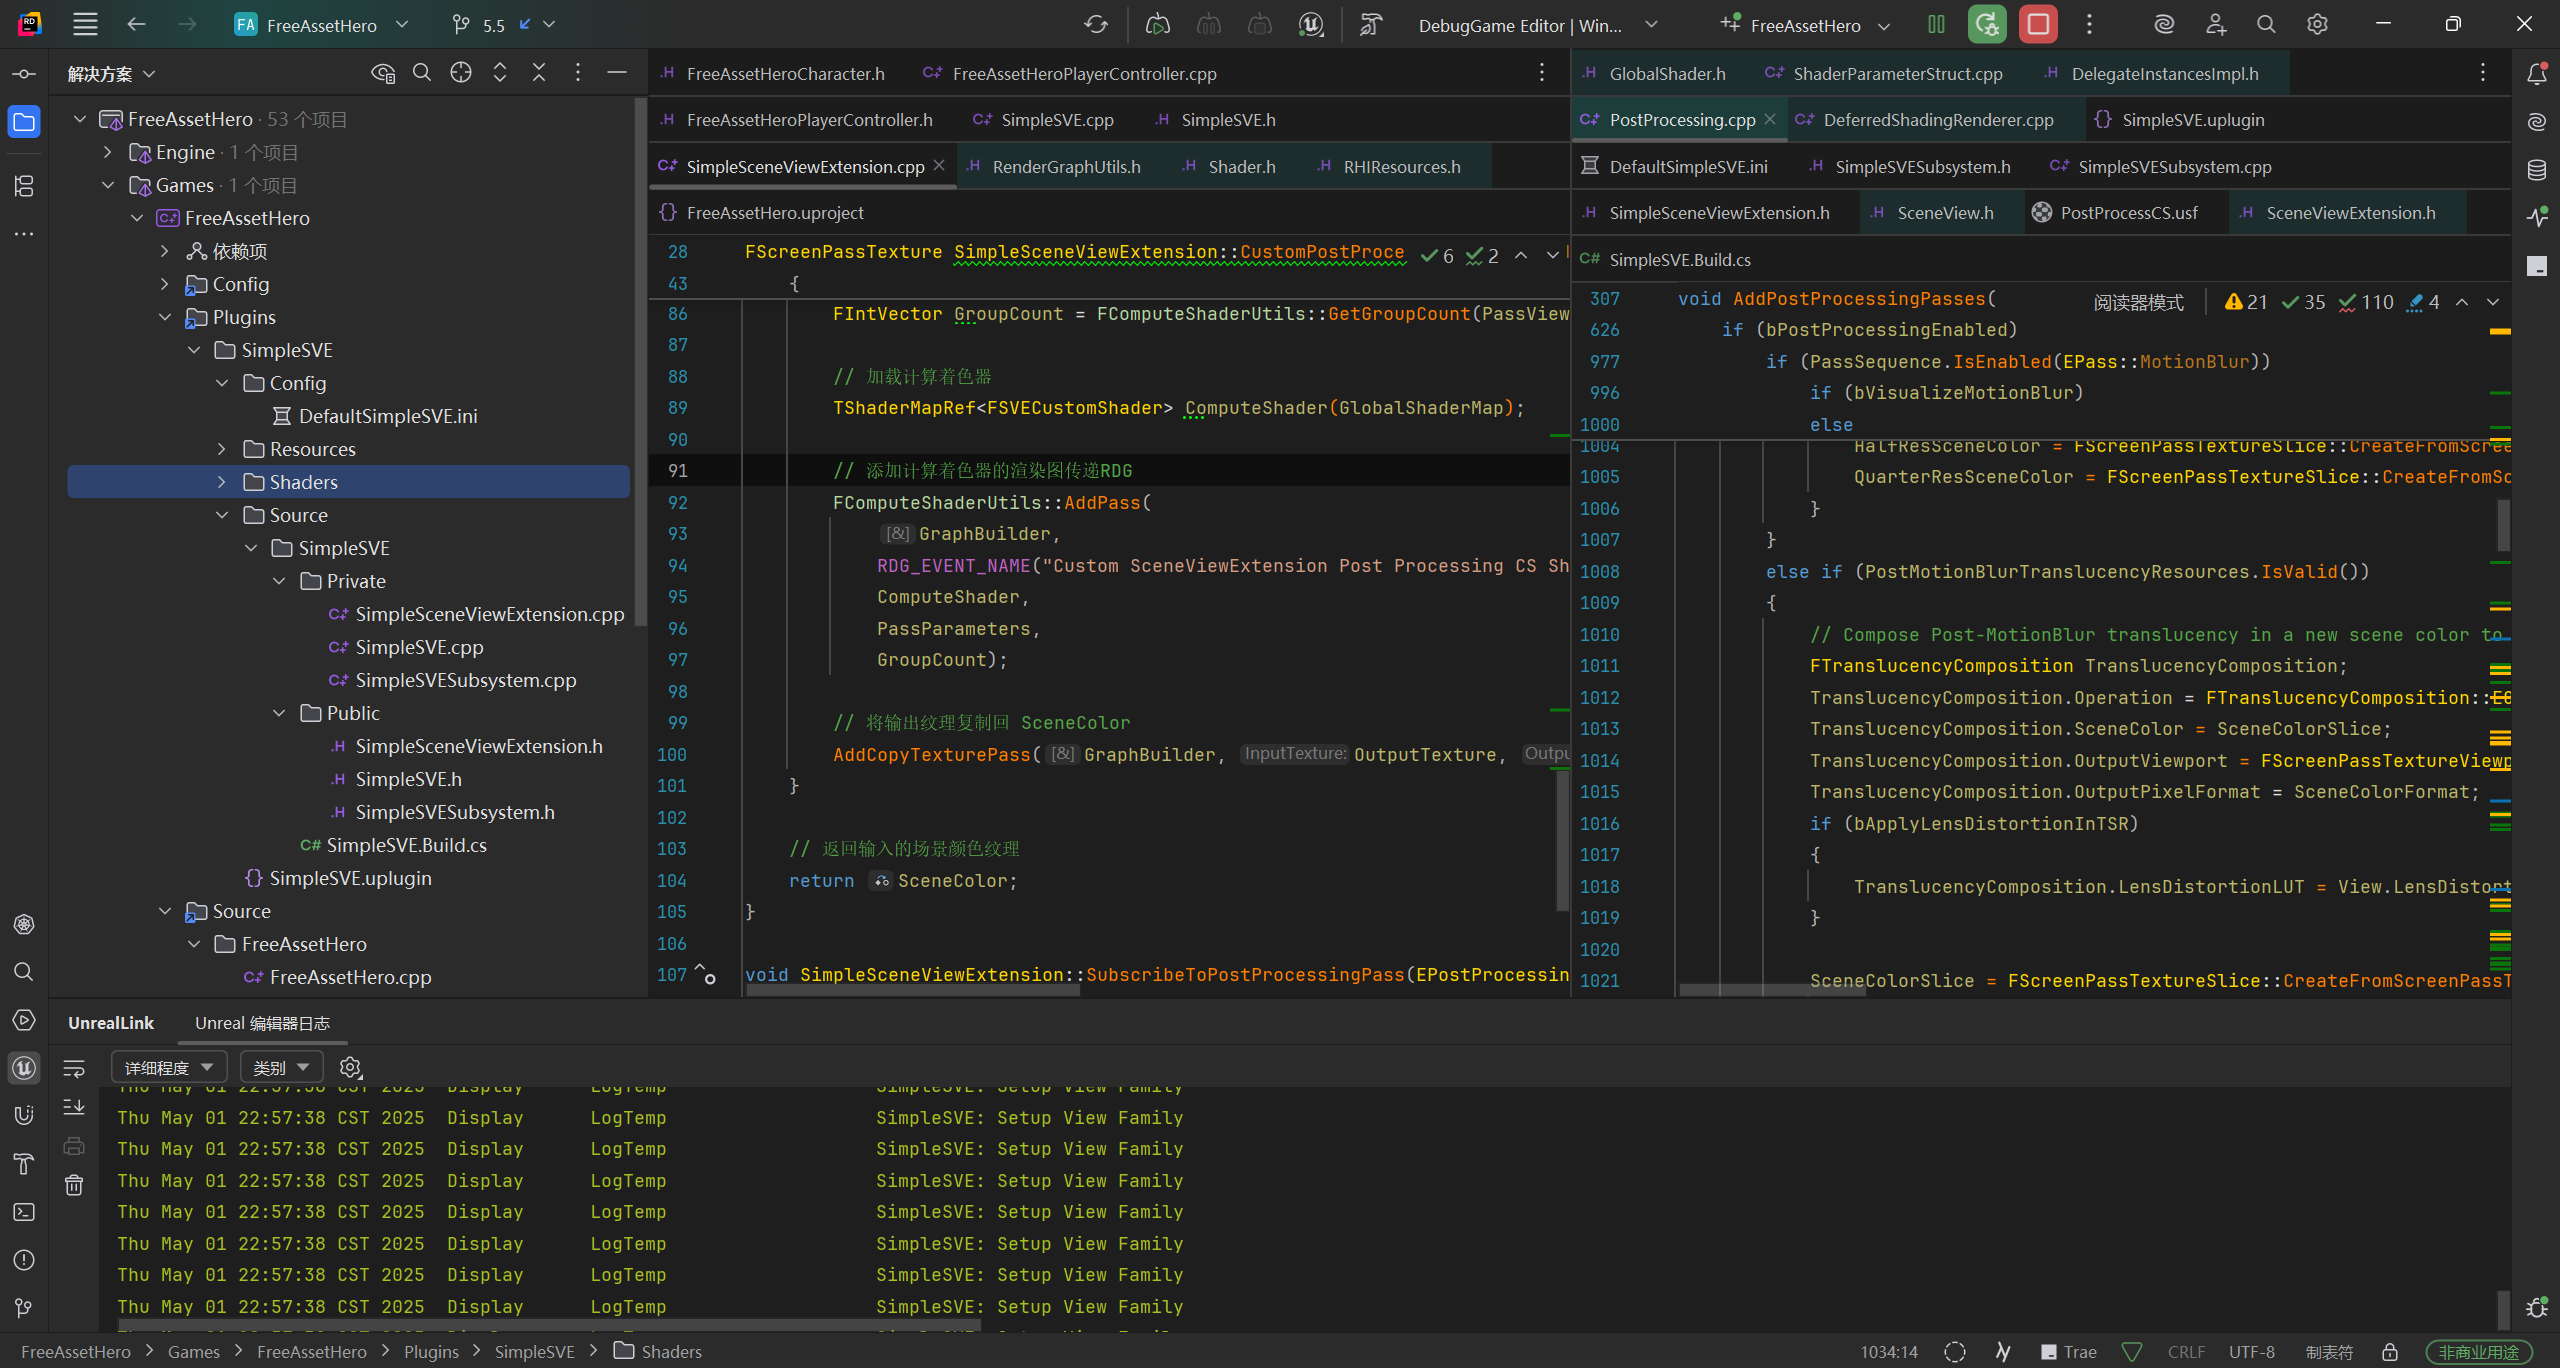 FA FreeAssetHero 5.5 DebugGame Editor | Win... FreeAssetHero
解决方案
FreeAssetHero · 53 个项目
Engine · 1 个项目
Games · 1 个项目
FreeAssetHero
依赖项
Config
Plugins
SimpleSVE
Config
DefaultSimpleSVE.ini
Resources
Shaders
Source
SimpleSVE
Private
SimpleSceneViewExtension.cpp
SimpleSVE.cpp
SimpleSVESubsystem.cpp
Public
SimpleSceneViewExtension.h
SimpleSVE.h
SimpleSVESubsystem.h
SimpleSVE.Build.cs
SimpleSVE.uplugin
Source
FreeAssetHero
FreeAssetHero.cpp
FreeAssetHeroCharacter.h FreeAssetHeroPlayerController.cpp
FreeAssetHeroPlayerController.h SimpleSVE.cpp SimpleSVE.h
SimpleSceneViewExtension.cpp RenderGraphUtils.h Shader.h RHIResources.h
FreeAssetHero.uproject
28 FScreenPassTexture SimpleSceneViewExtension::CustomPostProce 6 2
43 {
86 FIntVector GroupCount = FComputeShaderUtils::GetGroupCount(PassView
87
88 // 加载计算着色器
89 TShaderMapRef<FSVECustomShader> ComputeShader(GlobalShaderMap);
90
91 // 添加计算着色器的渲染图传递RDG
92 FComputeShaderUtils::AddPass(
93 [&] GraphBuilder,
94 RDG_EVENT_NAME("Custom SceneViewExtension Post Processing CS Sh
95 ComputeShader,
96 PassParameters,
97 GroupCount);
98
99 // 将输出纹理复制回 SceneColor
100 AddCopyTexturePass( [&] GraphBuilder, InputTexture: OutputTexture, Outpu
101 }
102
103 // 返回输入的场景颜色纹理
104 return SceneColor;
105 }
106
107 void SimpleSceneViewExtension::SubscribeToPostProcessingPass(EPostProcessin
GlobalShader.h ShaderParameterStruct.cpp DelegateInstancesImpl.h
PostProcessing.cpp DeferredShadingRenderer.cpp SimpleSVE.uplugin
DefaultSimpleSVE.ini SimpleSVESubsystem.h SimpleSVESubsystem.cpp
SimpleSceneViewExtension.h SceneView.h PostProcessCS.usf SceneViewExtension.h
C# SimpleSVE.Build.cs
307 void AddPostProcessingPasses( 阅读器模式 21 35 110 4
626 if (bPostProcessingEnabled)
977 if (PassSequence.IsEnabled(EPass::MotionBlur))
996 if (bVisualizeMotionBlur)
1000 else
1004 HalfResSceneColor = FScreenPassTextureSlice::CreateFromScree
1005 QuarterResSceneColor = FScreenPassTextureSlice::CreateFromSc
1006 }
1007 }
1008 else if (PostMotionBlurTranslucencyResources.IsValid())
1009 {
1010 // Compose Post-MotionBlur translucency in a new scene color to
1011 FTranslucencyComposition TranslucencyComposition;
1012 TranslucencyComposition.Operation = FTranslucencyComposition::EO
1013 TranslucencyComposition.SceneColor = SceneColorSlice;
1014 TranslucencyComposition.OutputViewport = FScreenPassTextureViewp
1015 TranslucencyComposition.OutputPixelFormat = SceneColorFormat;
1016 if (bApplyLensDistortionInTSR)
1017 {
1018 TranslucencyComposition.LensDistortionLUT = View.LensDistort
1019 }
1020
1021 SceneColorSlice = FScreenPassTextureSlice::CreateFromScreenPassT
UnrealLink Unreal 编辑器日志
详细程度 类别
Thu May 01 22:57:38 CST 2025 Display LogTemp SimpleSVE: Setup View Family
Thu May 01 22:57:38 CST 2025 Display LogTemp SimpleSVE: Setup View Family
Thu May 01 22:57:38 CST 2025 Display LogTemp SimpleSVE: Setup View Family
Thu May 01 22:57:38 CST 2025 Display LogTemp SimpleSVE: Setup View Family
Thu May 01 22:57:38 CST 2025 Display LogTemp SimpleSVE: Setup View Family
Thu May 01 22:57:38 CST 2025 Display LogTemp SimpleSVE: Setup View Family
Thu May 01 22:57:38 CST 2025 Display LogTemp SimpleSVE: Setup View Family
Thu May 01 22:57:38 CST 2025 Display LogTemp SimpleSVE: Setup View Family
FreeAssetHero > Games > FreeAssetHero > Plugins > SimpleSVE > Shaders 1034:14 Trae CRLF UTF-8 制表符 非商业用途